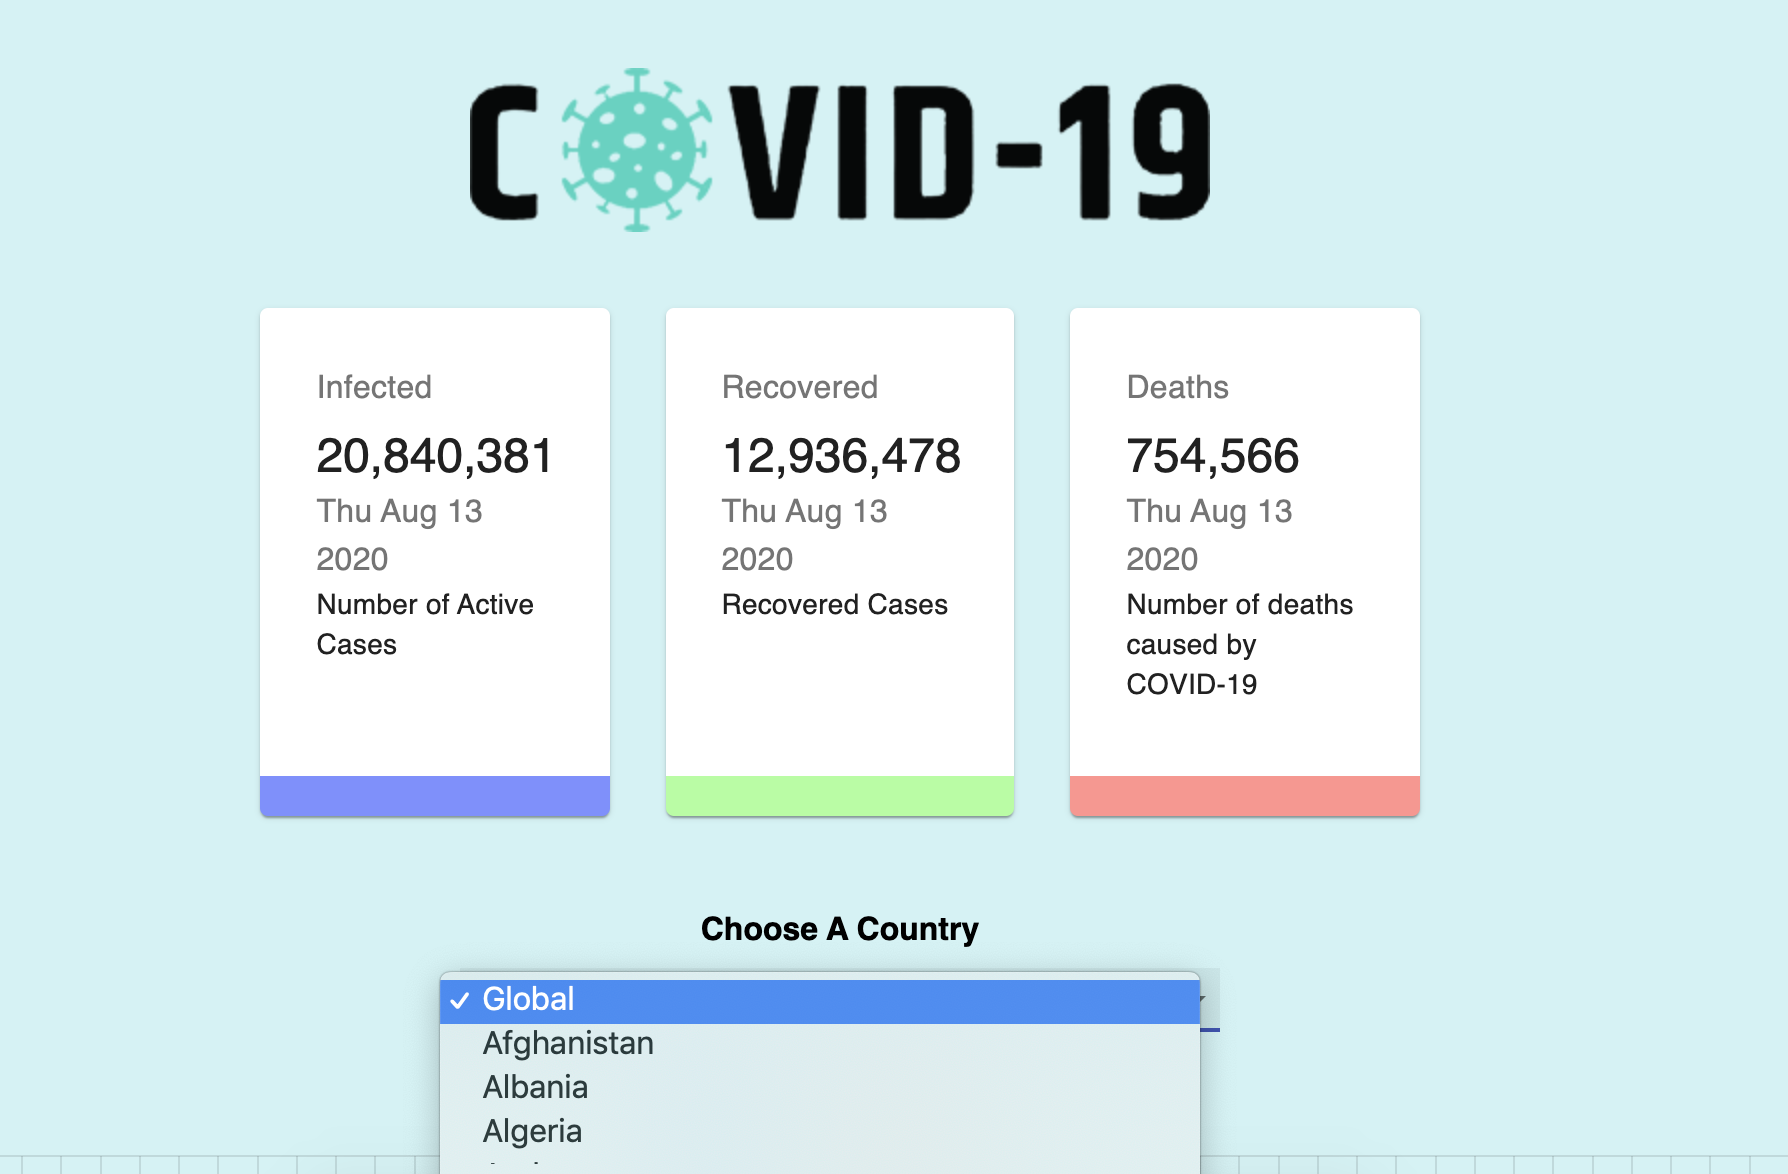 COVID-19
Infected
20,840,381
Thu Aug 13
2020
Number of Active
Cases
Recovered
12,936,478
Thu Aug 13
2020
Recovered Cases
Deaths
754,566
Thu Aug 13
2020
Number of deaths
caused by
COVID-19
Choose A Country
Global
Afghanistan
Albania
Algeria